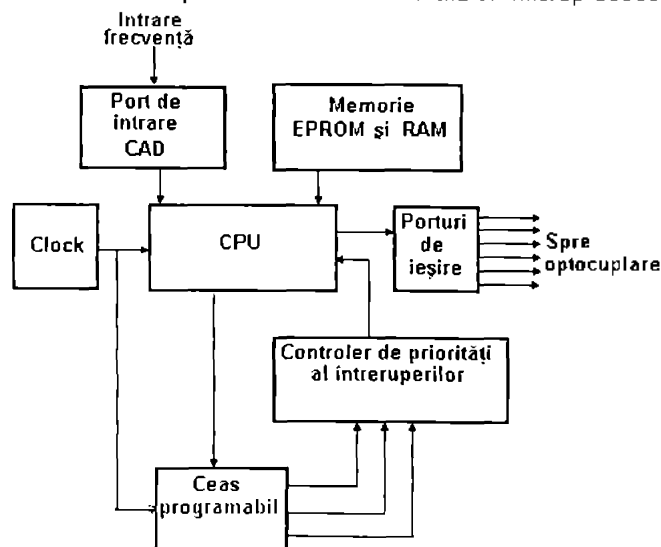 Intrare
frecvență
Port de
intrare
CAD
Memorie
EPROM și RAM
Clock
CPU
Porturi
de
ieșire
Spre
optocuplare
Controler de priorități
al întreruperilor
Ceas
programabil